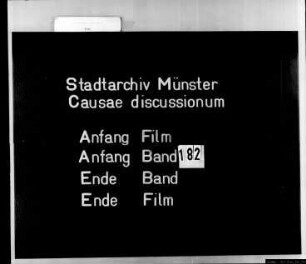 Stadtarchiv Münster
Causae discussionum
Anfang Film
Anfang Band 182
Ende Band
Ende Film